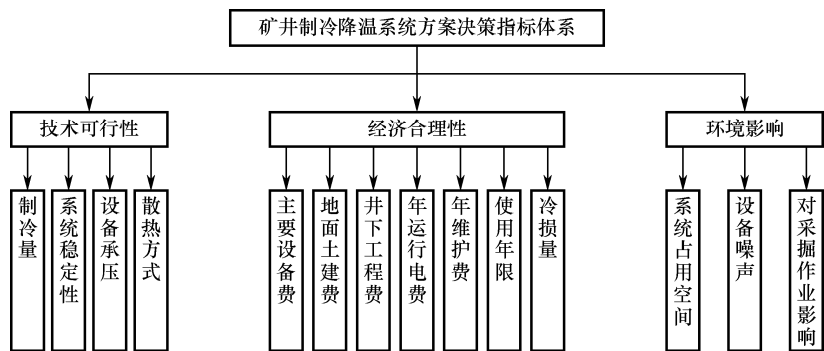 矿井制冷降温系统方案决策指标体系
技术可行性
经济合理性
环境影响
制冷量
系统稳定性
设备承压
散热方式
主要设备费
地面土建费
井下工程费
年运行电费
年维护费
使用年限
冷损量
系统占用空间
设备噪声
对采掘作业影响